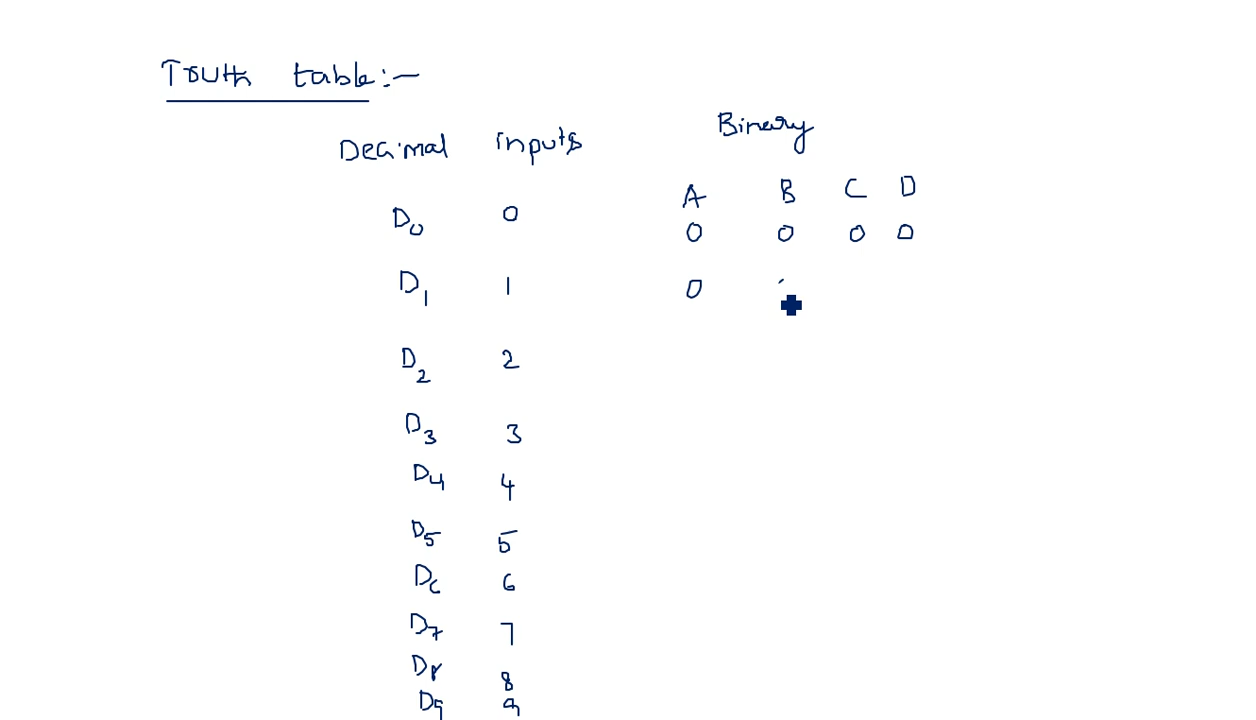 Truth table:-
Decimal inputs Binary
A B C D
D0 0 0 0 0 0
D1 1 0
D2 2
D3 3
D4 4
D5 5
D6 6
D7 7
D8 8
D9 9